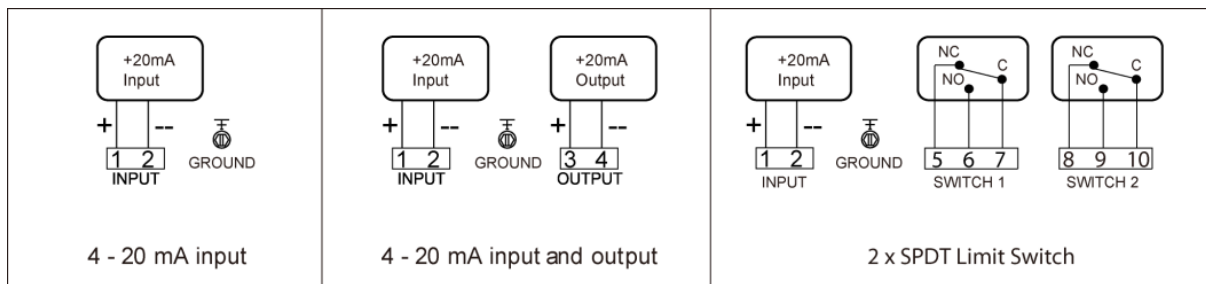 +20mA
Input
+ --
1 2
INPUT
GROUND
4 - 20 mA input
+20mA
Input
+ --
1 2
INPUT
GROUND
+20mA
Output
+ --
3 4
OUTPUT
4 - 20 mA input and output
+20mA
Input
+ --
1 2
INPUT
GROUND
NC
C
NO
5 6 7
SWITCH 1
NC
C
NO
8 9 10
SWITCH 2
2 x SPDT Limit Switch